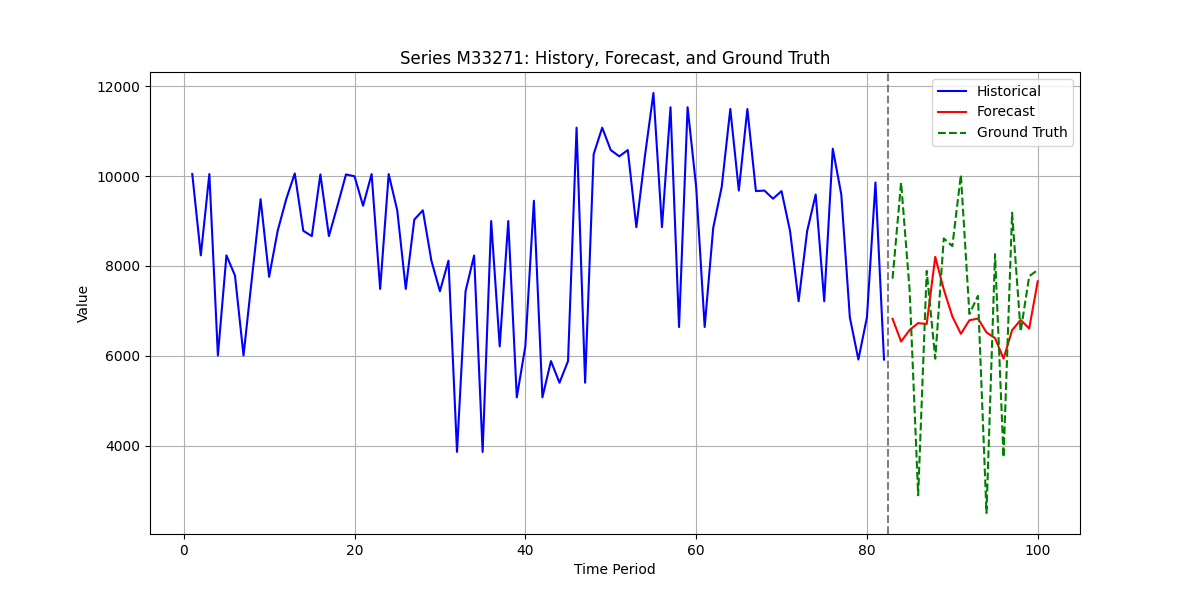 Series M33271: History, Forecast, and Ground Truth
Historical
Forecast
Ground Truth
12000
10000
8000
6000
4000
Value
0 20 40 60 80 100
Time Period